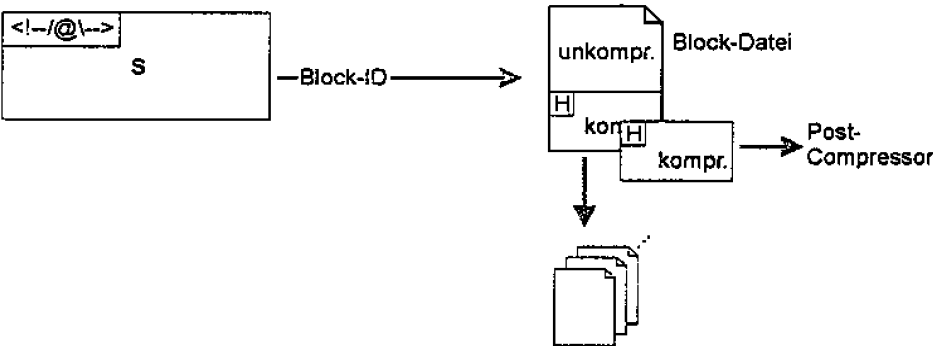 <!--/@\-->
S
Block-ID
unkompr.
Block-Datei
H
kom
H
kompr.
Post-
Compressor